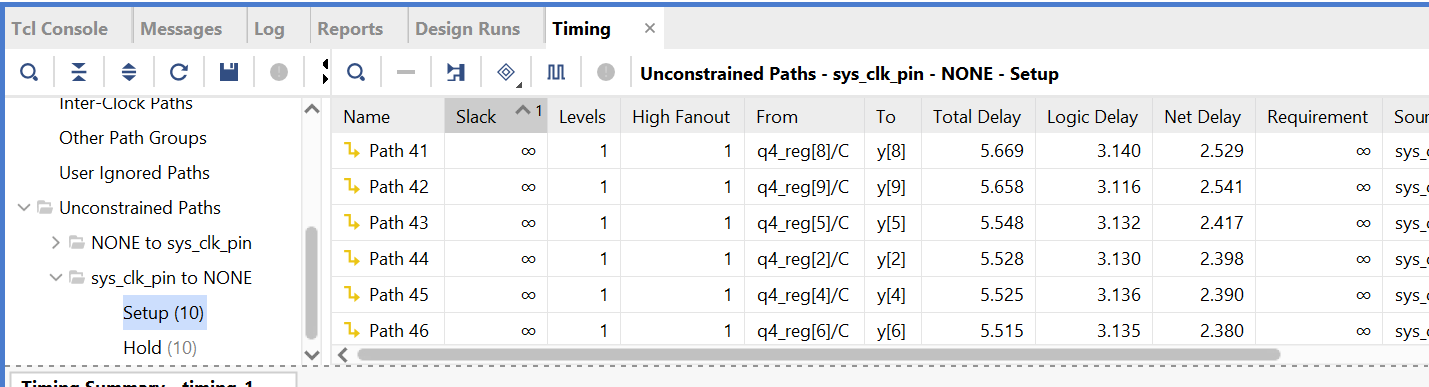 Tcl Console Messages Log Reports Design Runs Timing ×
Unconstrained Paths - sys_clk_pin - NONE - Setup
Inter-Clock Paths
Other Path Groups
User Ignored Paths
Unconstrained Paths
NONE to sys_clk_pin
sys_clk_pin to NONE
Setup (10)
Hold (10)
Name Slack 1 Levels High Fanout From To Total Delay Logic Delay Net Delay Requirement Sour
Path 41 ∞ 1 1 q4_reg[8]/C y[8] 5.669 3.140 2.529 ∞ sys_c
Path 42 ∞ 1 1 q4_reg[9]/C y[9] 5.658 3.116 2.541 ∞ sys_c
Path 43 ∞ 1 1 q4_reg[5]/C y[5] 5.548 3.132 2.417 ∞ sys_c
Path 44 ∞ 1 1 q4_reg[2]/C y[2] 5.528 3.130 2.398 ∞ sys_c
Path 45 ∞ 1 1 q4_reg[4]/C y[4] 5.525 3.136 2.390 ∞ sys_c
Path 46 ∞ 1 1 q4_reg[6]/C y[6] 5.515 3.135 2.380 ∞ sys_c
Timing Summary - timing_1